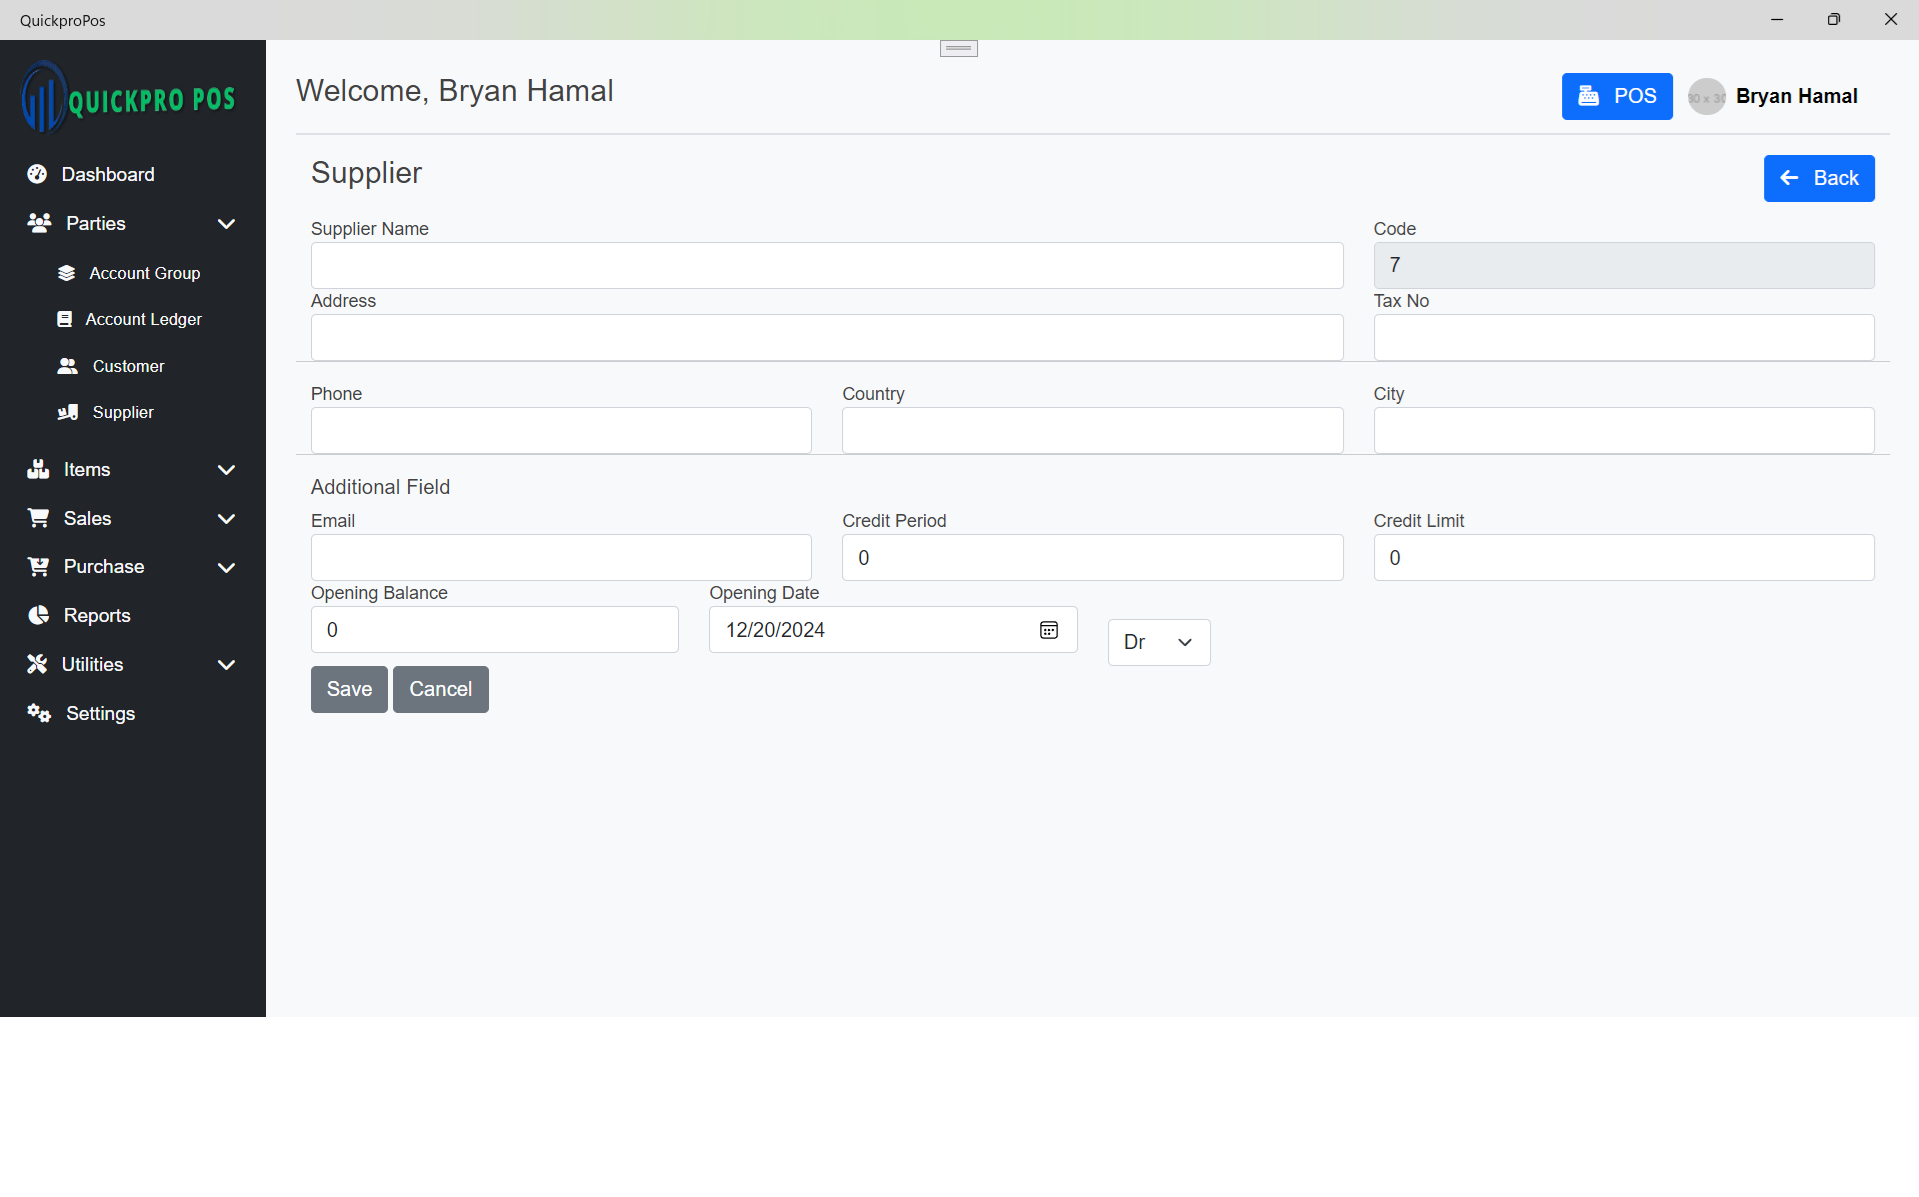 QuickproPos
QUICKPRO POS
Welcome, Bryan Hamal
POS
Bryan Hamal
Dashboard
Parties
Account Group
Account Ledger
Customer
Supplier
Items
Sales
Purchase
Reports
Utilities
Settings
Supplier
Back
Supplier Name
Code
7
Address
Tax No
Phone
Country
City
Additional Field
Email
Credit Period
Credit Limit
0
0
Opening Balance
Opening Date
0
12/20/2024
Dr
Save
Cancel